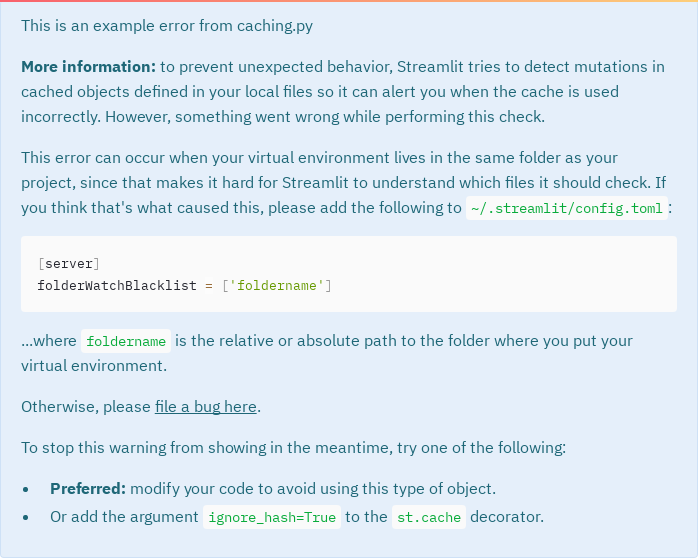 This is an example error from caching.py
More information: to prevent unexpected behavior, Streamlit tries to detect mutations in
cached objects defined in your local files so it can alert you when the cache is used
incorrectly. However, something went wrong while performing this check.
This error can occur when your virtual environment lives in the same folder as your
project, since that makes it hard for Streamlit to understand which files it should check. If
you think that's what caused this, please add the following to ~/.streamlit/config.toml:
[server]
folderWatchBlacklist = ['foldername']
...where foldername is the relative or absolute path to the folder where you put your
virtual environment.
Otherwise, please file a bug here.
To stop this warning from showing in the meantime, try one of the following:
• Preferred: modify your code to avoid using this type of object.
• Or add the argument ignore_hash=True to the st.cache decorator.